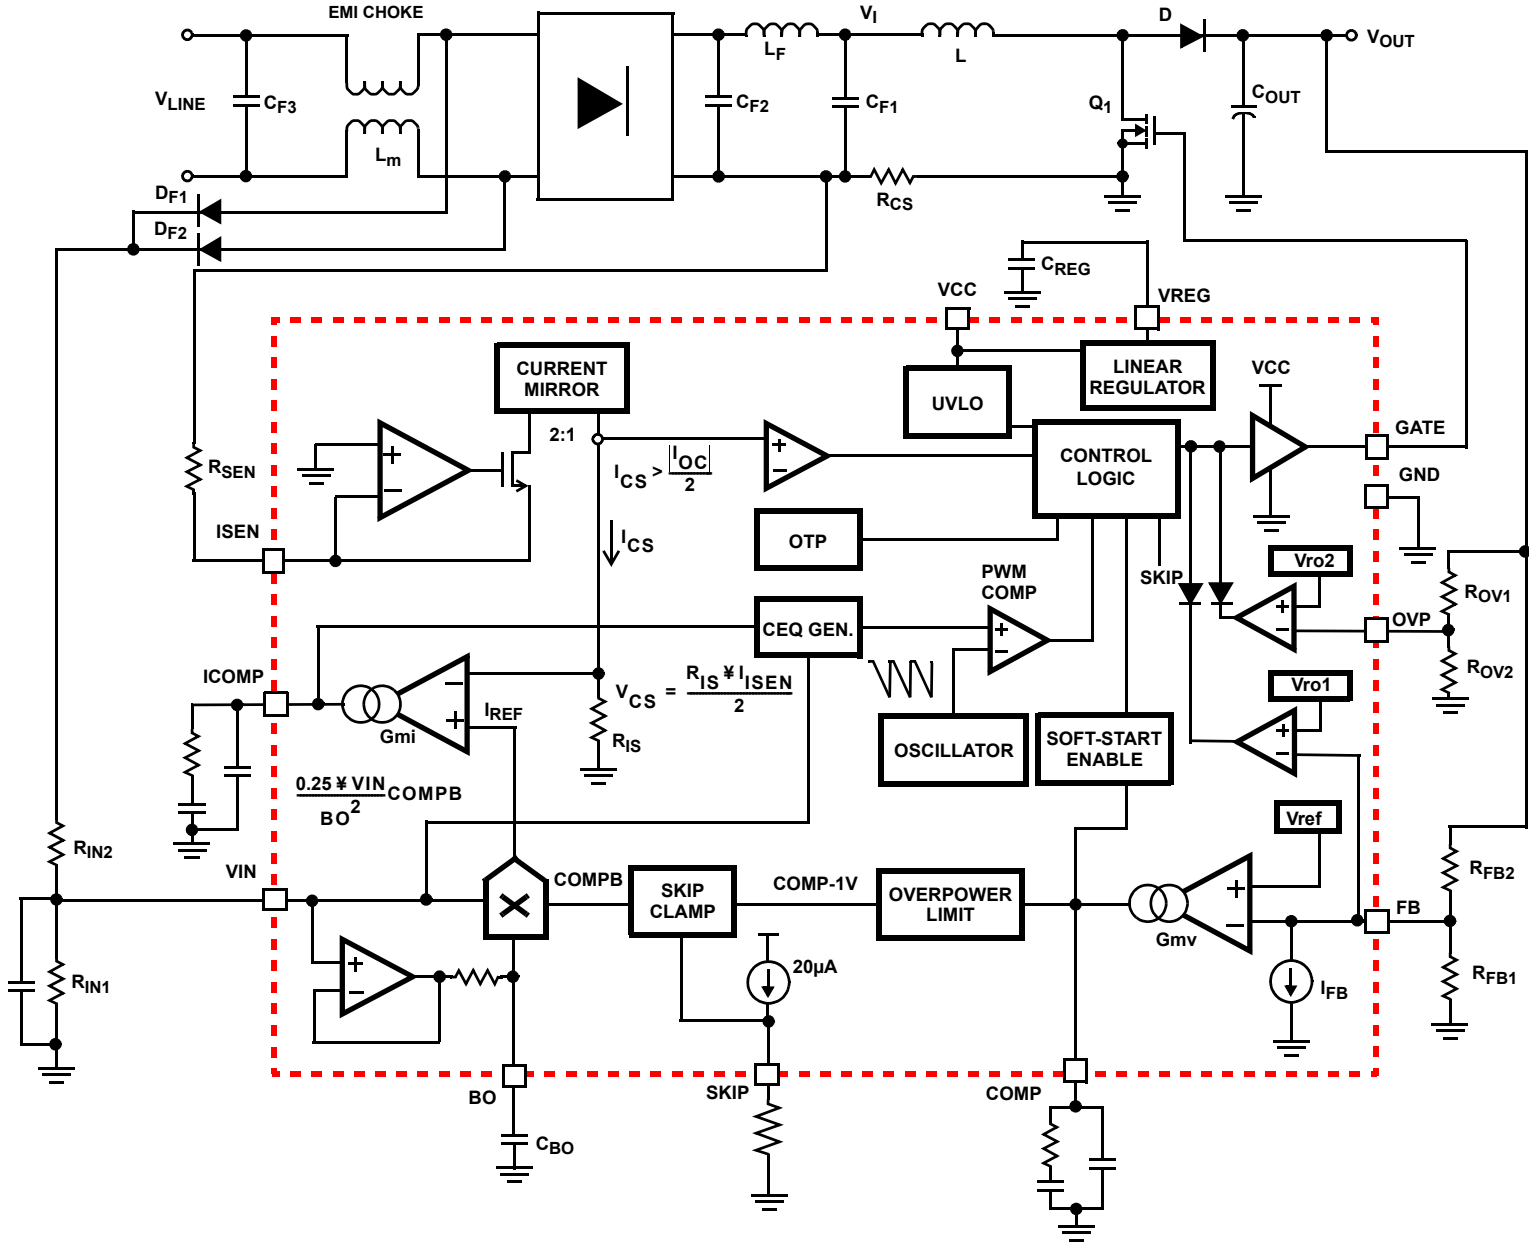 EMI CHOKE
VI
D
VOUT
LF
L
VLINE
CF3
CF2
CF1
Q1
COUT
Lm
RCS
DF1
DF2
CREG
VCC
VREG
CURRENT
MIRROR
LINEAR
REGULATOR
VCC
UVLO
2:1
GATE
RSEN
ICS > |IOC|
2
CONTROL
LOGIC
GND
ISEN
ICS
OTP
SKIP
Vro2
PWM
COMP
ROV1
OVP
CEQ GEN.
ROV2
ICOMP
VCS = RIS ¥ IISEN
2
Vro1
IREF
Gmi
RIS
OSCILLATOR
SOFT-START
ENABLE
0.25 ¥ VIN
BO2
COMPB
Vref
RIN2
VIN
COMPB
SKIP
CLAMP
COMP-1V
OVERPOWER
LIMIT
RFB2
FB
Gmv
20µA
RIN1
IFB
RFB1
BO
SKIP
COMP
CBO